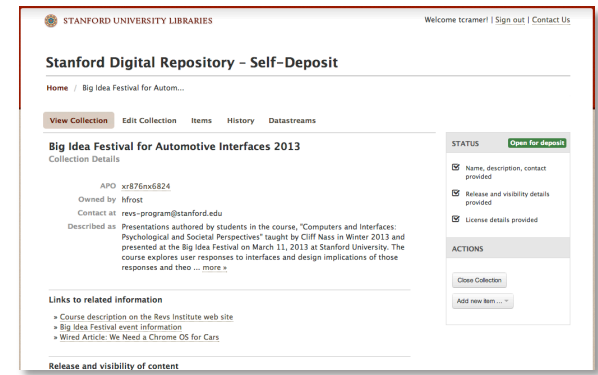 STANFORD UNIVERSITY LIBRARIES
Welcome tcramer! | Sign out | Contact Us
Stanford Digital Repository – Self-Deposit
Home / Big Idea Festival for Autom...
View Collection Edit Collection Items History Datastreams
Big Idea Festival for Automotive Interfaces 2013
Collection Details
APO xr876nx6824
Owned by hfrost
Contact at revs-program@stanford.edu
Described as Presentations authored by students in the course, "Computers and Interfaces:
Psychological and Societal Perspectives" taught by Cliff Nass in Winter 2013 and
presented at the Big Idea Festival on March 11, 2013 at Stanford University. The
course explores user responses to interfaces and design implications of those
responses and theo ... more »
Links to related information
» Course description on the Revs Institute web site
» Big Idea Festival event information
» Wired Article: We Need a Chrome OS for Cars
Release and visibility of content
STATUS Open for deposit
Name, description, contact
provided
Release and visibility details
provided
License details provided
ACTIONS
Close Collection
Add new item ...